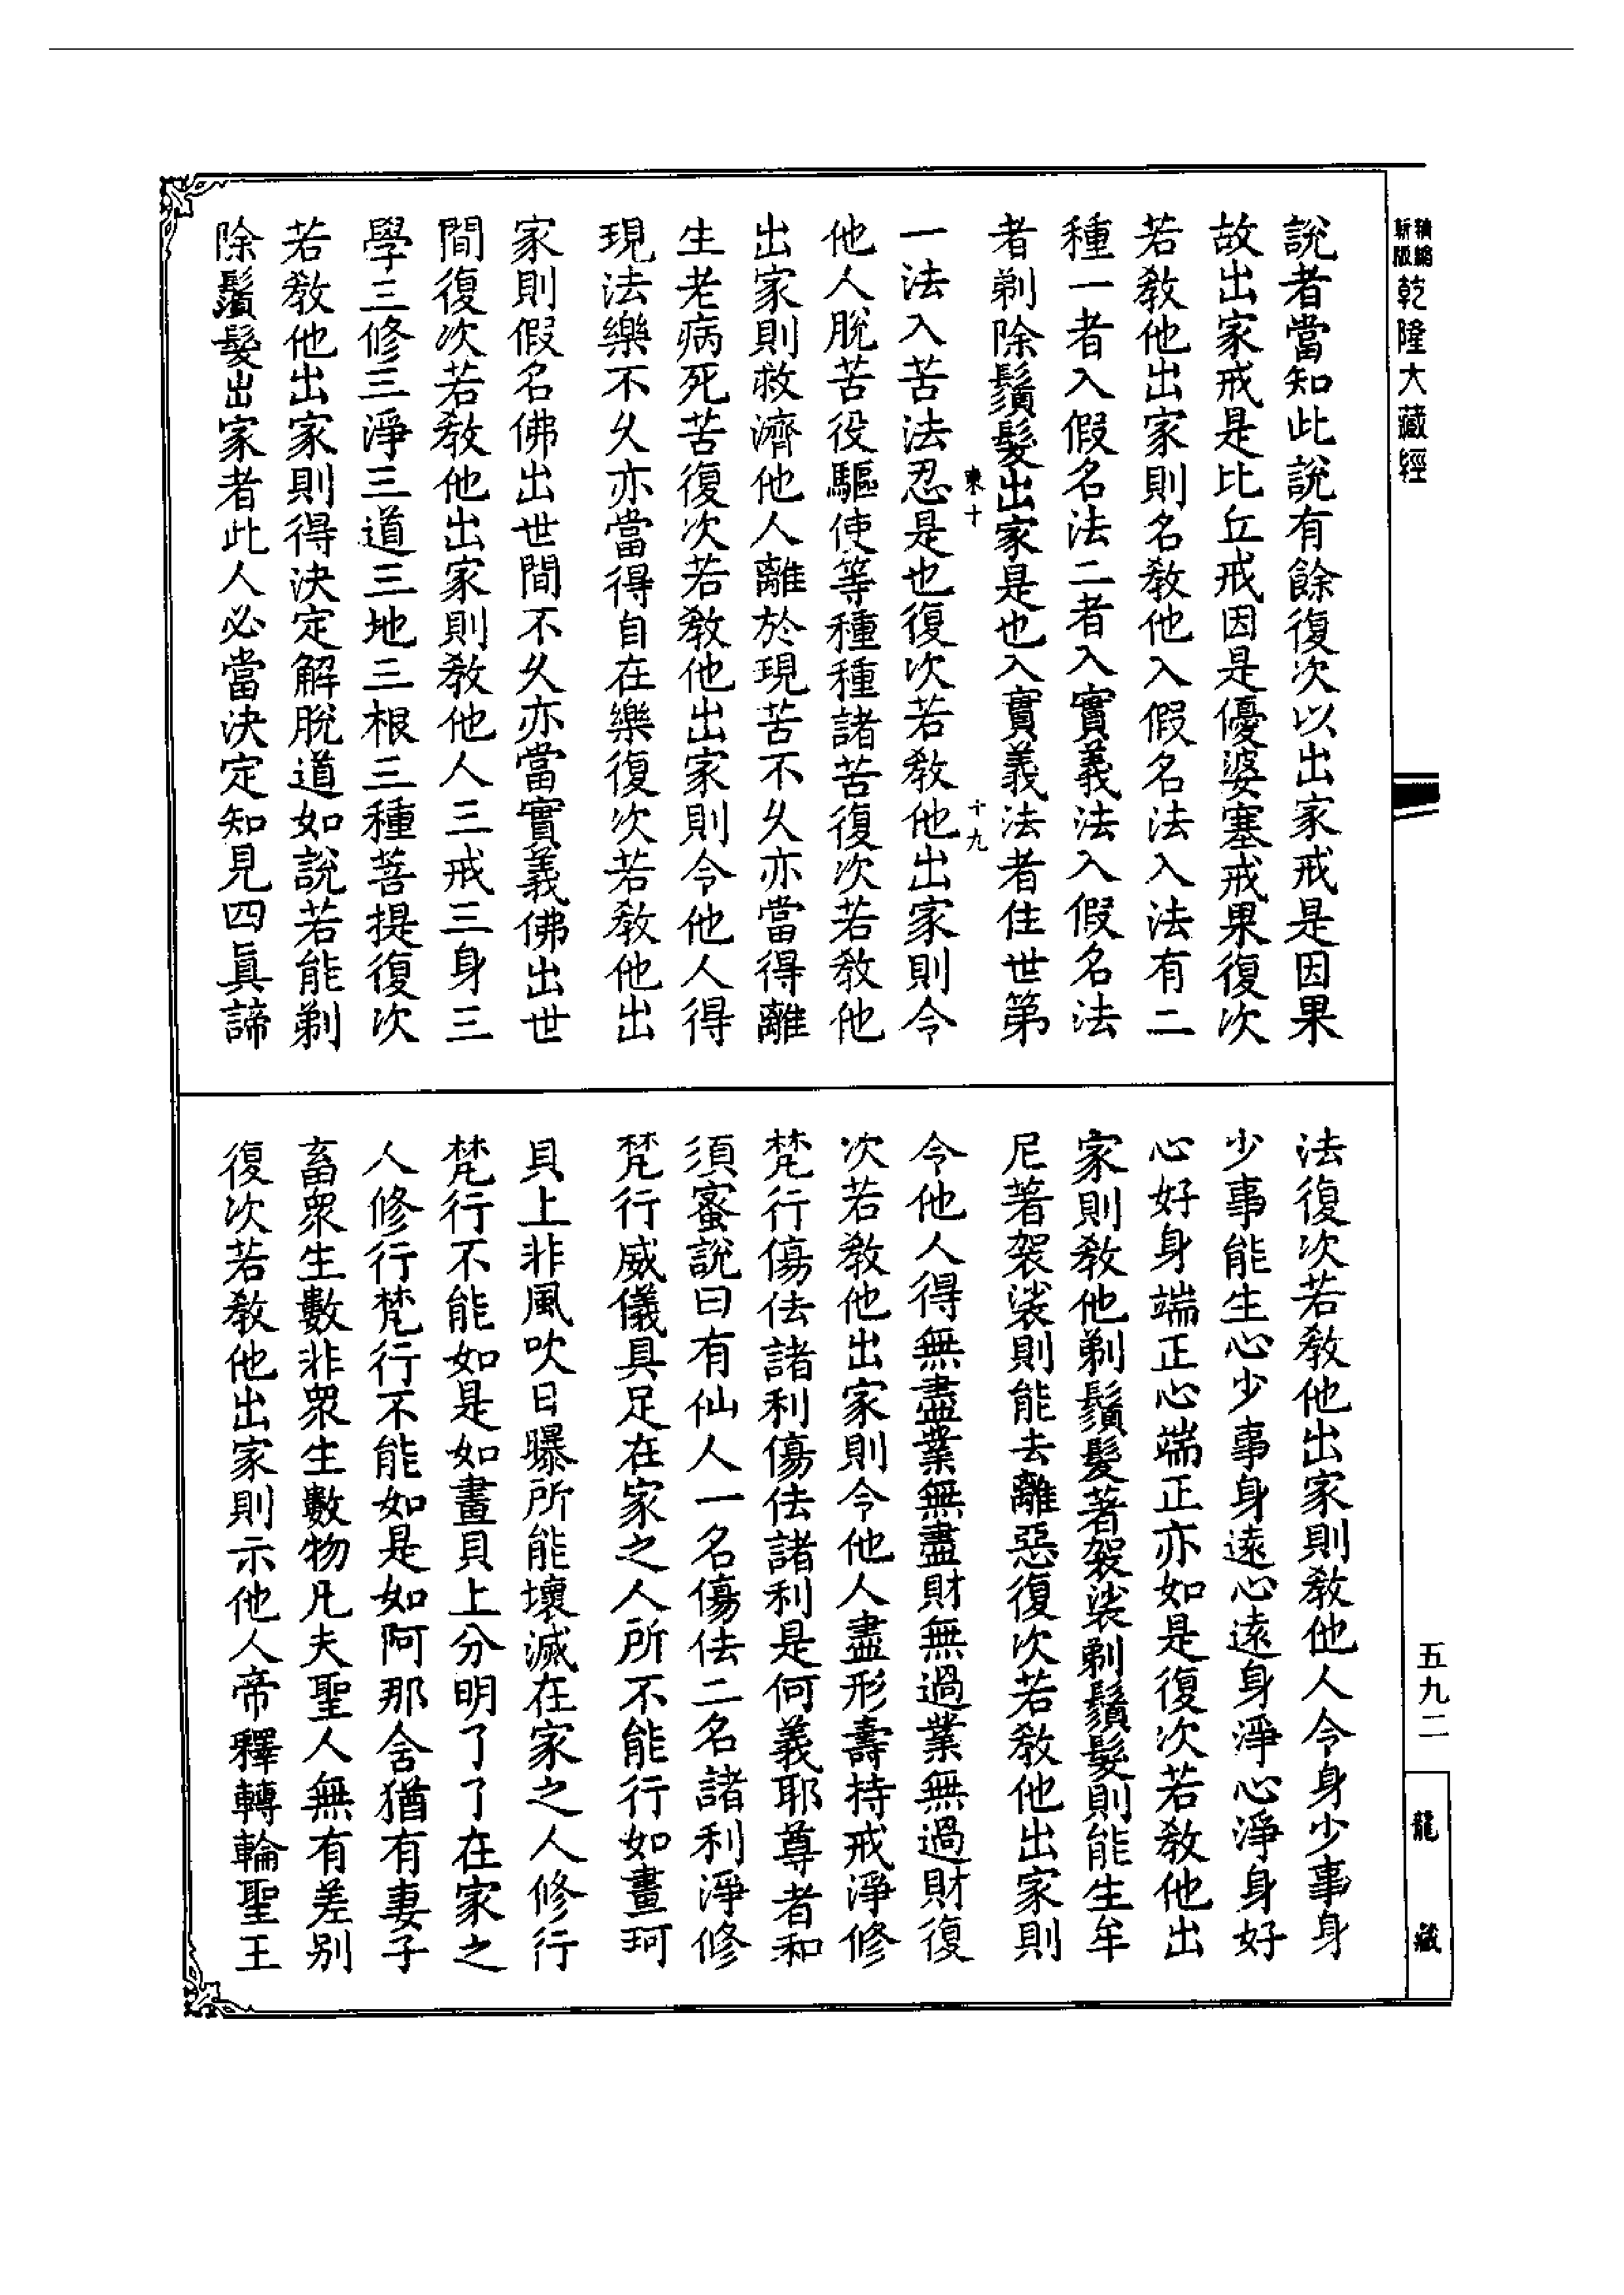 精編新版乾隆大藏經
說者當知此說有餘復次以出家戒是因果
故出家戒是比丘戒因是優婆塞戒果復次
若教他出家則名教他入假名法入法有二
種一者入假名法二者入實義法入假名法
者剃除鬚髮出家是也入實義法者住世第
東十 十九
一法入苦法忍是也復次若教他出家則令
他人脫苦役驅使等種種諸苦復次若教他
出家則救濟他人離於現苦不久亦當得離
生老病死苦復次若教他出家則令他人得
現法樂不久亦當得自在樂復次若教他出
家則假名佛出世間不久亦當實義佛出世
間復次若教他出家則教他人三戒三身三
學三修三淨三道三地三根三種菩提復次
若教他出家則得決定解脫道如說若能剃
除鬚髮出家者此人必當決定知見四眞諦
法復次若教他出家則教他人令身少事身
少事能生心少事身遠心遠身淨心淨身好
心好身端正心端正亦如是復次若教他出
家則教他剃鬚髮著袈裟剃鬚髮則能生牟
尼著袈裟則能去離惡復次若教他出家則
令他人得無盡業無盡財無過業無過財復
次若教他出家則令他人盡形壽持戒淨修
梵行傷佉諸利傷佉諸利是何義耶尊者和
須蜜說曰有仙人一名傷佉二名諸利淨修
梵行威儀具足在家之人所不能行如畫珂
貝上非風吹日曝所能壞滅在家之人修行
梵行不能如是如畫貝上分明了了在家之
人修行梵行不能如是如阿那含猶有妻子
畜眾生數非眾生數物凡夫聖人無有差別
復次若教他出家則示他人帝釋轉輪聖王
五九二
龍藏